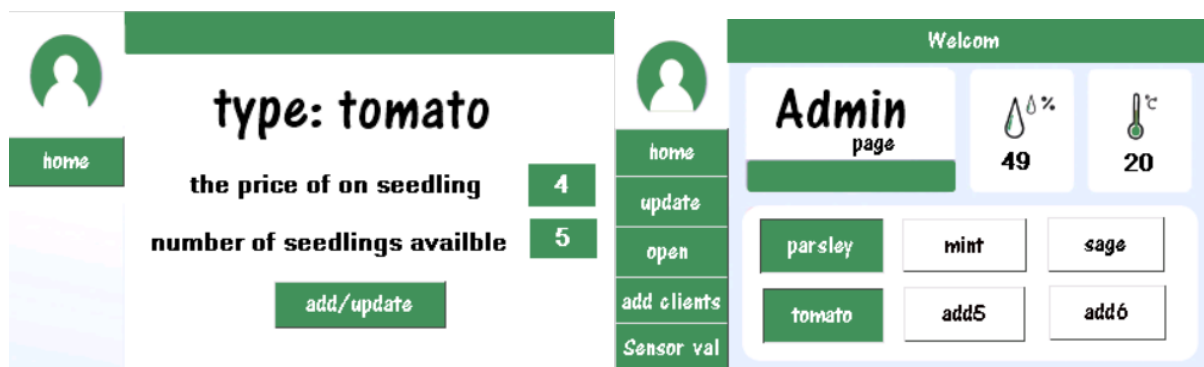 type: tomato
home
the price of on seedling 4
number of seedlings availble 5
add/update
Welcom
Admin
page
% °C
49 20
home
update
open
add clients
Sensor val
parsley mint sage
tomato add5 add6